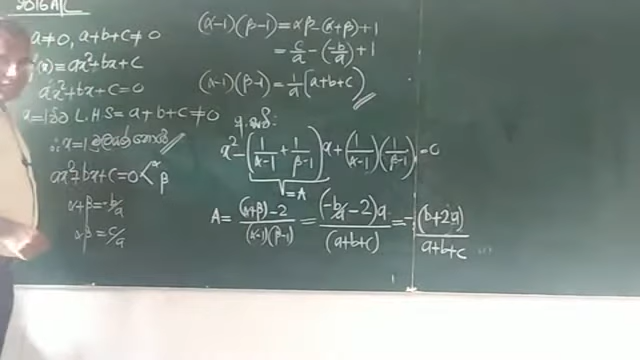 2016 A/L
a≠0, a+b+c≠0
f(x)=ax²+bx+c
ax²+bx+c=0
x=1 L.H.S=a+b+c≠0
∴x=1
ax²+bx+c=0< α β
α+β=-b/a
αβ=c/a
(α-1)(β-1)=αβ-(α+β)+1
=c/a-(-b/a)+1
(α-1)(β-1)=1/a[a+b+c]
x²-(1/(α-1)+1/(β-1))x+(1/(α-1))(1/(β-1))=0
=A
A=((α+β)-2)/((α-1)(β-1))=((-b/a-2)a)/(a+b+c)=-(b+2a)/(a+b+c)